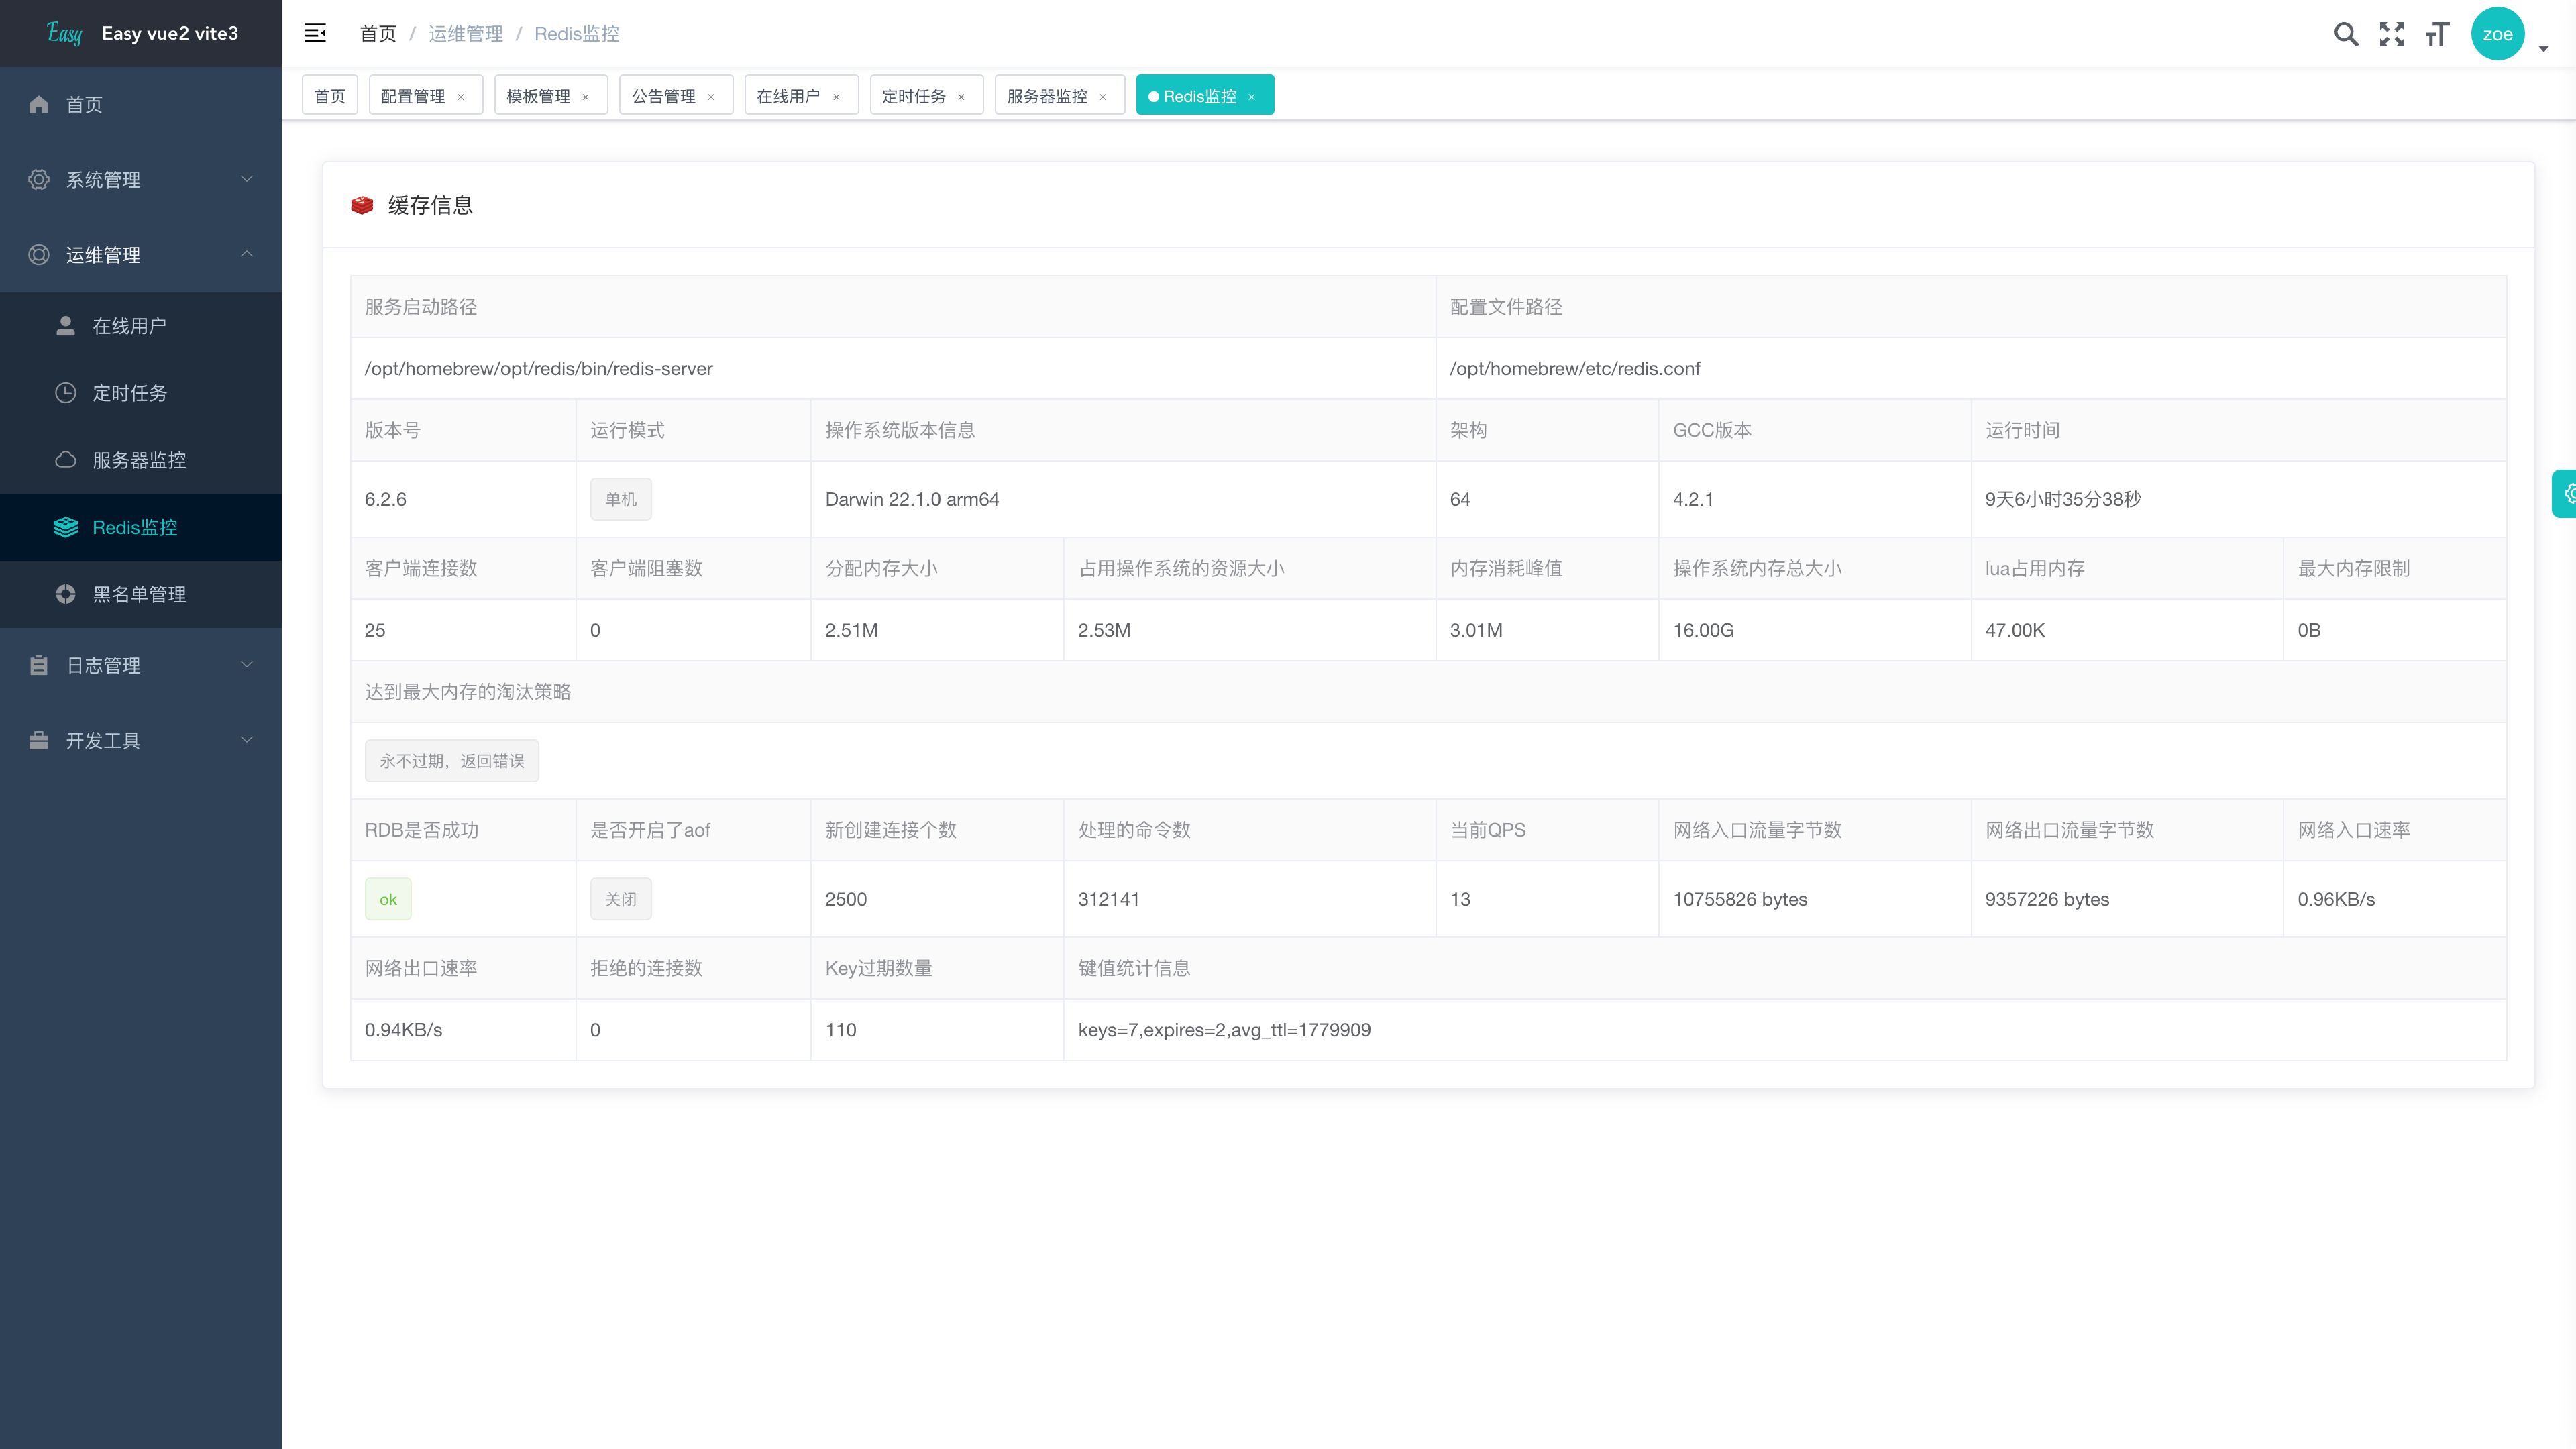 Easy Easy vue2 vite3
首页 / 运维管理 / Redis监控
zoe
首页 配置管理 × 模板管理 × 公告管理 × 在线用户 × 定时任务 × 服务器监控 × Redis监控 ×
首页
系统管理
运维管理
在线用户
定时任务
服务器监控
Redis监控
黑名单管理
日志管理
开发工具
缓存信息
服务启动路径 配置文件路径
/opt/homebrew/opt/redis/bin/redis-server /opt/homebrew/etc/redis.conf
版本号 运行模式 操作系统版本信息 架构 GCC版本 运行时间
6.2.6 单机 Darwin 22.1.0 arm64 64 4.2.1 9天6小时35分38秒
客户端连接数 客户端阻塞数 分配内存大小 占用操作系统的资源大小 内存消耗峰值 操作系统内存总大小 lua占用内存 最大内存限制
25 0 2.51M 2.53M 3.01M 16.00G 47.00K 0B
达到最大内存的淘汰策略
永不过期，返回错误
RDB是否成功 是否开启了aof 新创建连接个数 处理的命令数 当前QPS 网络入口流量字节数 网络出口流量字节数 网络入口速率
ok 关闭 2500 312141 13 10755826 bytes 9357226 bytes 0.96KB/s
网络出口速率 拒绝的连接数 Key过期数量 键值统计信息
0.94KB/s 0 110 keys=7,expires=2,avg_ttl=1779909